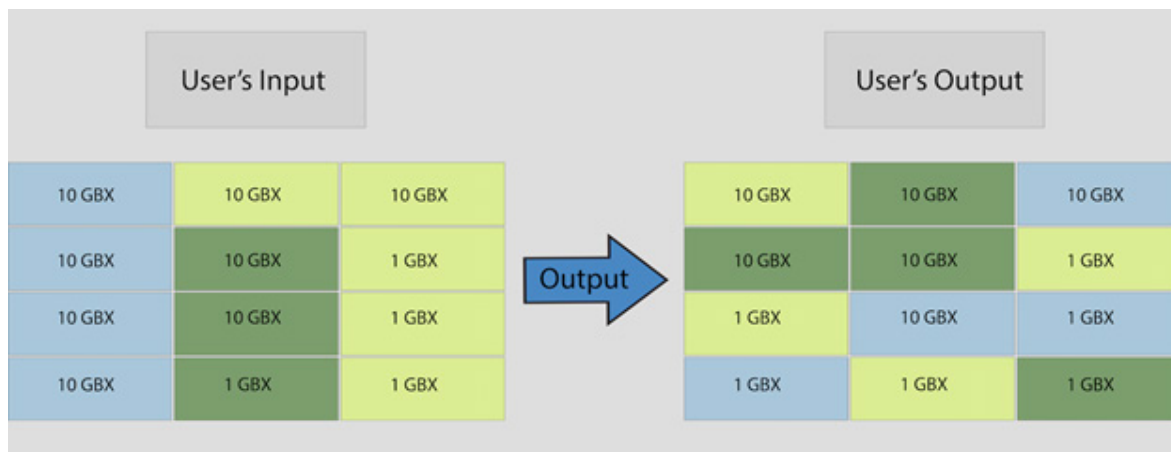 User's Input
User's Output
10 GBX 10 GBX 10 GBX
10 GBX 10 GBX 1 GBX
10 GBX 10 GBX 1 GBX
10 GBX 1 GBX 1 GBX
Output
10 GBX 10 GBX 10 GBX
10 GBX 10 GBX 1 GBX
1 GBX 10 GBX 1 GBX
1 GBX 1 GBX 1 GBX